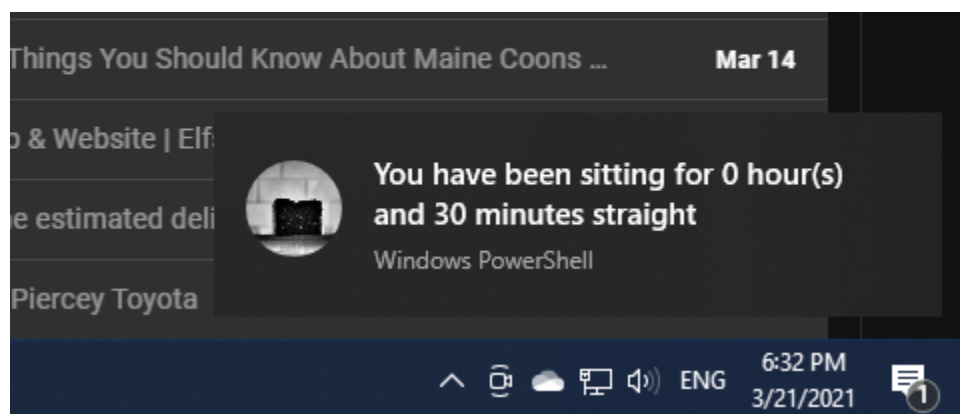 Things You Should Know About Maine Coons ... Mar 14
& Website | Elf
You have been sitting for 0 hour(s)
and 30 minutes straight
estimated deli
Windows PowerShell
Piercey Toyota
6:32 PM
ENG
3/21/2021
1